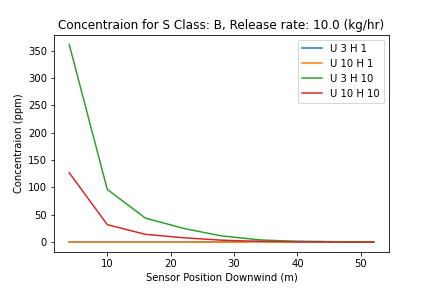 Concentraion for S Class: B, Release rate: 10.0 (kg/hr)
Concentraion (ppm)
350
300
250
200
150
100
50
0
U 3 H 1
U 10 H 1
U 3 H 10
U 10 H 10
10
20
30
40
50
Sensor Position Downwind (m)